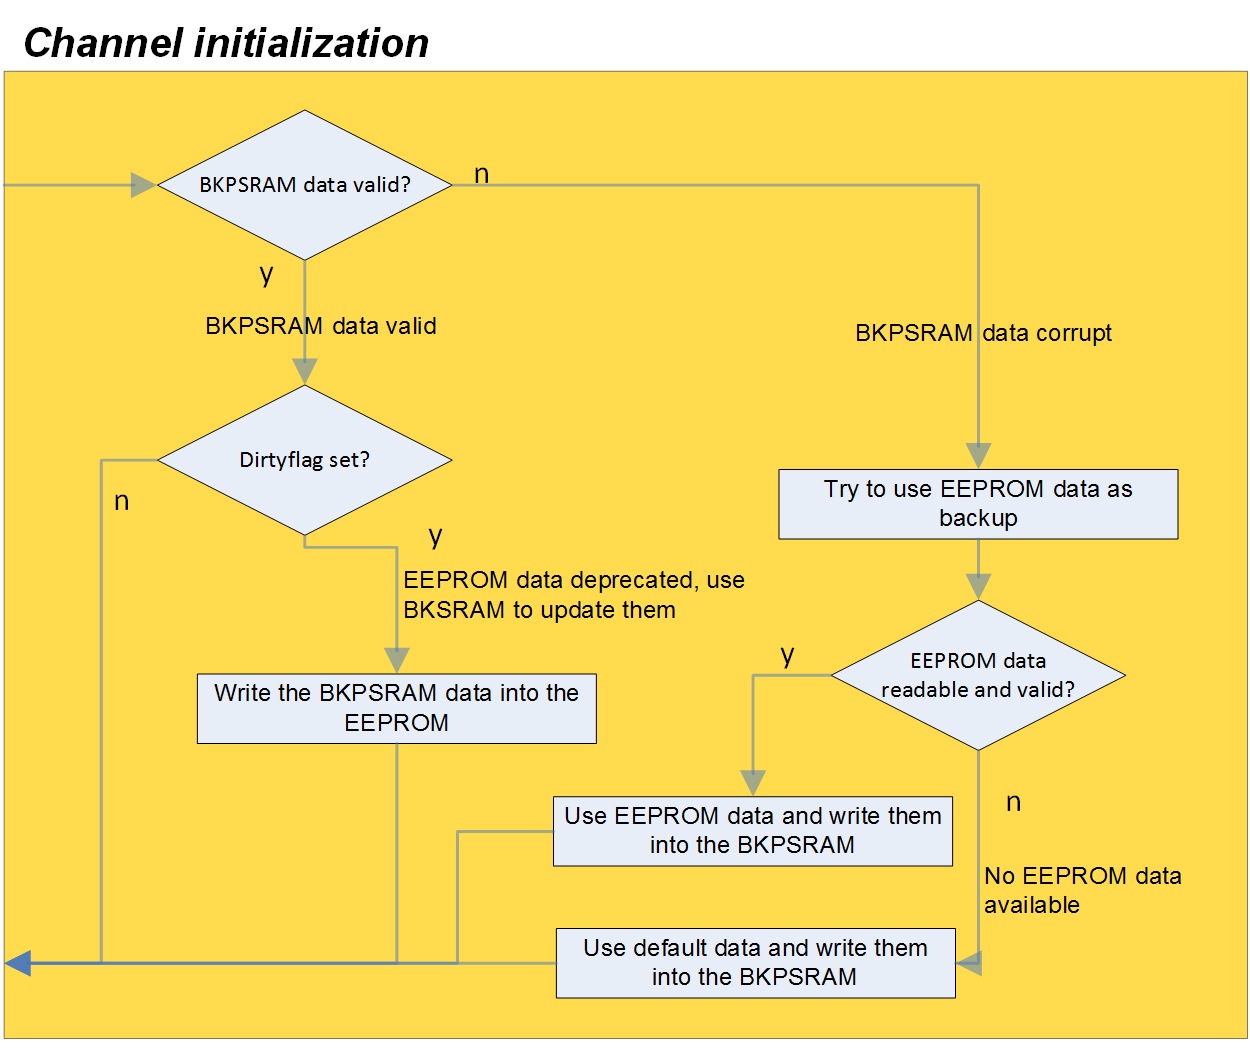 Channel initialization
BKPSRAM data valid?
n
y
BKPSRAM data valid
BKPSRAM data corrupt
Dirtyflag set?
n
y
EEPROM data deprecated, use
BKSRAM to update them
Write the BKPSRAM data into the
EEPROM
Try to use EEPROM data as
backup
EEPROM data
readable and valid?
y
n
Use EEPROM data and write them
into the BKPSRAM
No EEPROM data
available
Use default data and write them
into the BKPSRAM